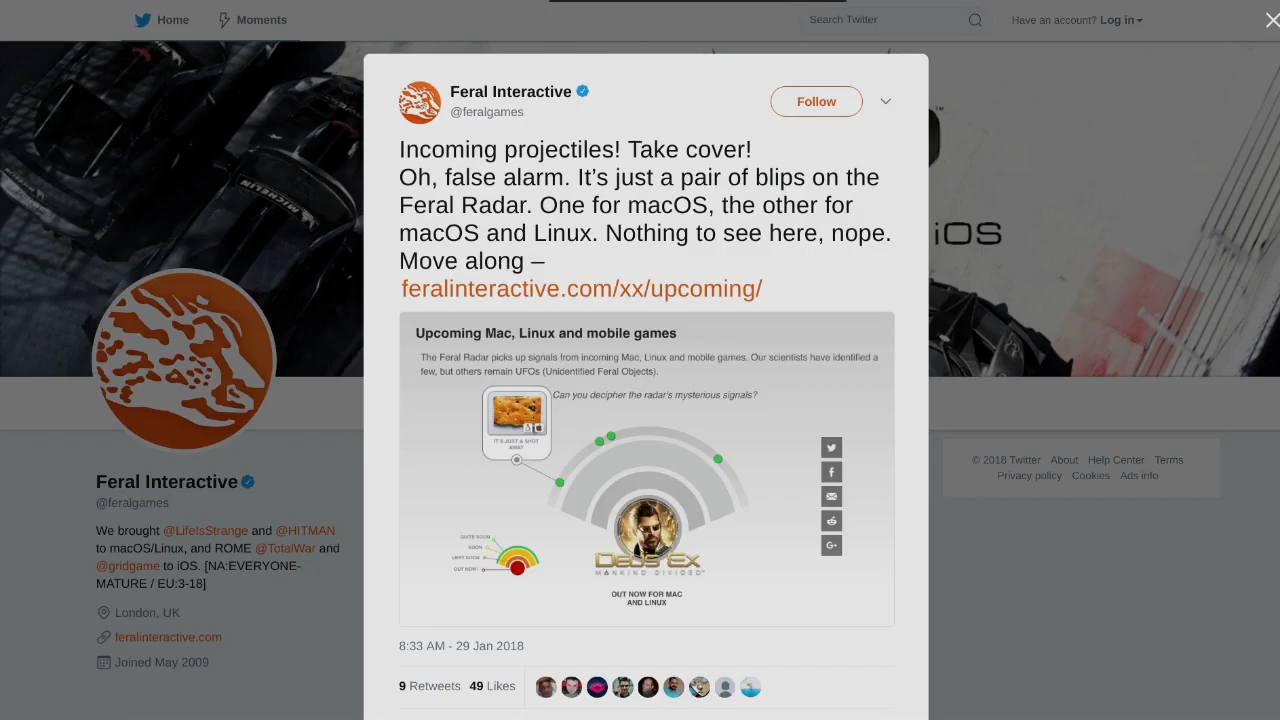 Home
Moments
Search Twitter
Have an account? Log in
Feral Interactive
@feralgames
Follow
Incoming projectiles! Take cover!
Oh, false alarm. It’s just a pair of blips on the
Feral Radar. One for macOS, the other for
macOS and Linux. Nothing to see here, nope.
Move along –
feralinteractive.com/xx/upcoming/
Upcoming Mac, Linux and mobile games
The Feral Radar picks up signals from incoming Mac, Linux and mobile games. Our scientists have identified a
few, but others remain UFOs (Unidentified Feral Objects).
Can you decipher the radar's mysterious signals?
IT'S JUST A SHOT
AWAY
QUITE SOON
SOON
VERY SOON
OUT NOW!
DEUS EX
MANKIND DIVIDED
OUT NOW FOR MAC
AND LINUX
8:33 AM - 29 Jan 2018
9 Retweets 49 Likes
MICHELIN
iOS
Feral Interactive
@feralgames
We brought @LifeIsStrange and @HITMAN
to macOS/Linux, and ROME @TotalWar and
@gridgame to iOS. [NA:EVERYONE-
MATURE / EU:3-18]
London, UK
feralinteractive.com
Joined May 2009
© 2018 Twitter About Help Center Terms
Privacy policy Cookies Ads info